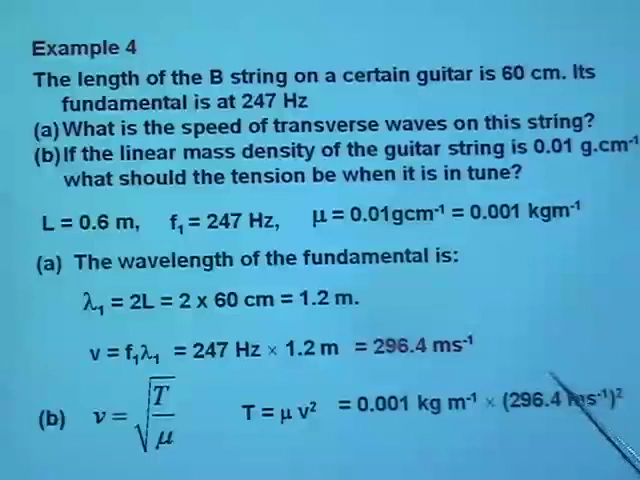 Example 4
The length of the B string on a certain guitar is 60 cm. Its
fundamental is at 247 Hz
(a) What is the speed of transverse waves on this string?
(b) If the linear mass density of the guitar string is 0.01 g.cm⁻¹
what should the tension be when it is in tune?
L = 0.6 m, f₁ = 247 Hz, μ = 0.01gcm⁻¹ = 0.001 kgm⁻¹
(a) The wavelength of the fundamental is:
λ₁ = 2L = 2 x 60 cm = 1.2 m.
v = f₁λ₁ = 247 Hz × 1.2 m = 296.4 ms⁻¹
(b) v = √(T/μ) T = μ v² = 0.001 kg m⁻¹ × (296.4 ms⁻¹)²